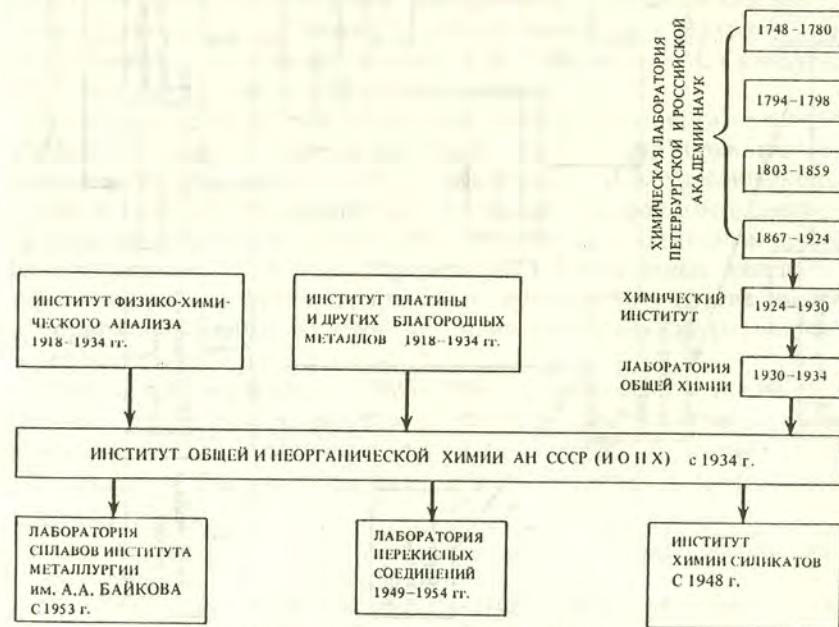 1748–1780
1794–1798
1803–1859
1867–1924
ХИМИЧЕСКАЯ ЛАБОРАТОРИЯ
ПЕТЕРБУРГСКОЙ И РОССИЙСКОЙ
АКАДЕМИИ НАУК
ХИМИЧЕСКИЙ
ИНСТИТУТ
1924–1930
ЛАБОРАТОРИЯ
ОБЩЕЙ ХИМИИ
1930–1934
ИНСТИТУТ ФИЗИКО-ХИМИ-
ЧЕСКОГО АНАЛИЗА
1918–1934 гг.
ИНСТИТУТ ПЛАТИНЫ
И ДРУГИХ БЛАГОРОДНЫХ
МЕТАЛЛОВ 1918–1934 гг.
ИНСТИТУТ ОБЩЕЙ И НЕОРГАНИЧЕСКОЙ ХИМИИ АН СССР (ИОНХ) с 1934 г.
ЛАБОРАТОРИЯ
СПЛАВОВ ИНСТИТУТА
МЕТАЛЛУРГИИ
им. А.А. БАЙКОВА
С 1953 г.
ЛАБОРАТОРИЯ
ПЕРЕКИСНЫХ
СОЕДИНЕНИЙ
1949–1954 гг.
ИНСТИТУТ
ХИМИИ СИЛИКАТОВ
С 1948 г.